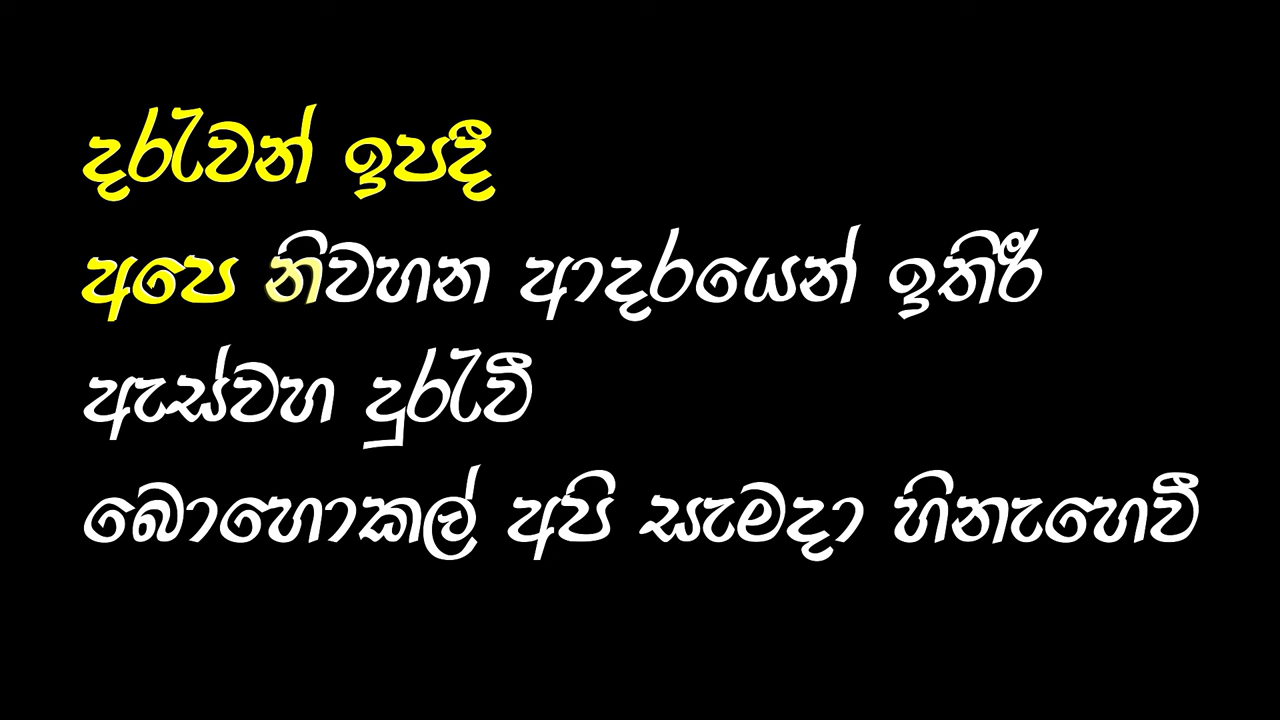 දරුවන් ඉපදී
අපෙ නිවහන ආදරයෙන් ඉතිරී
ඇස්වහ දුරුවී
බොහොකල් අපි සැමදා හිනැහෙවී